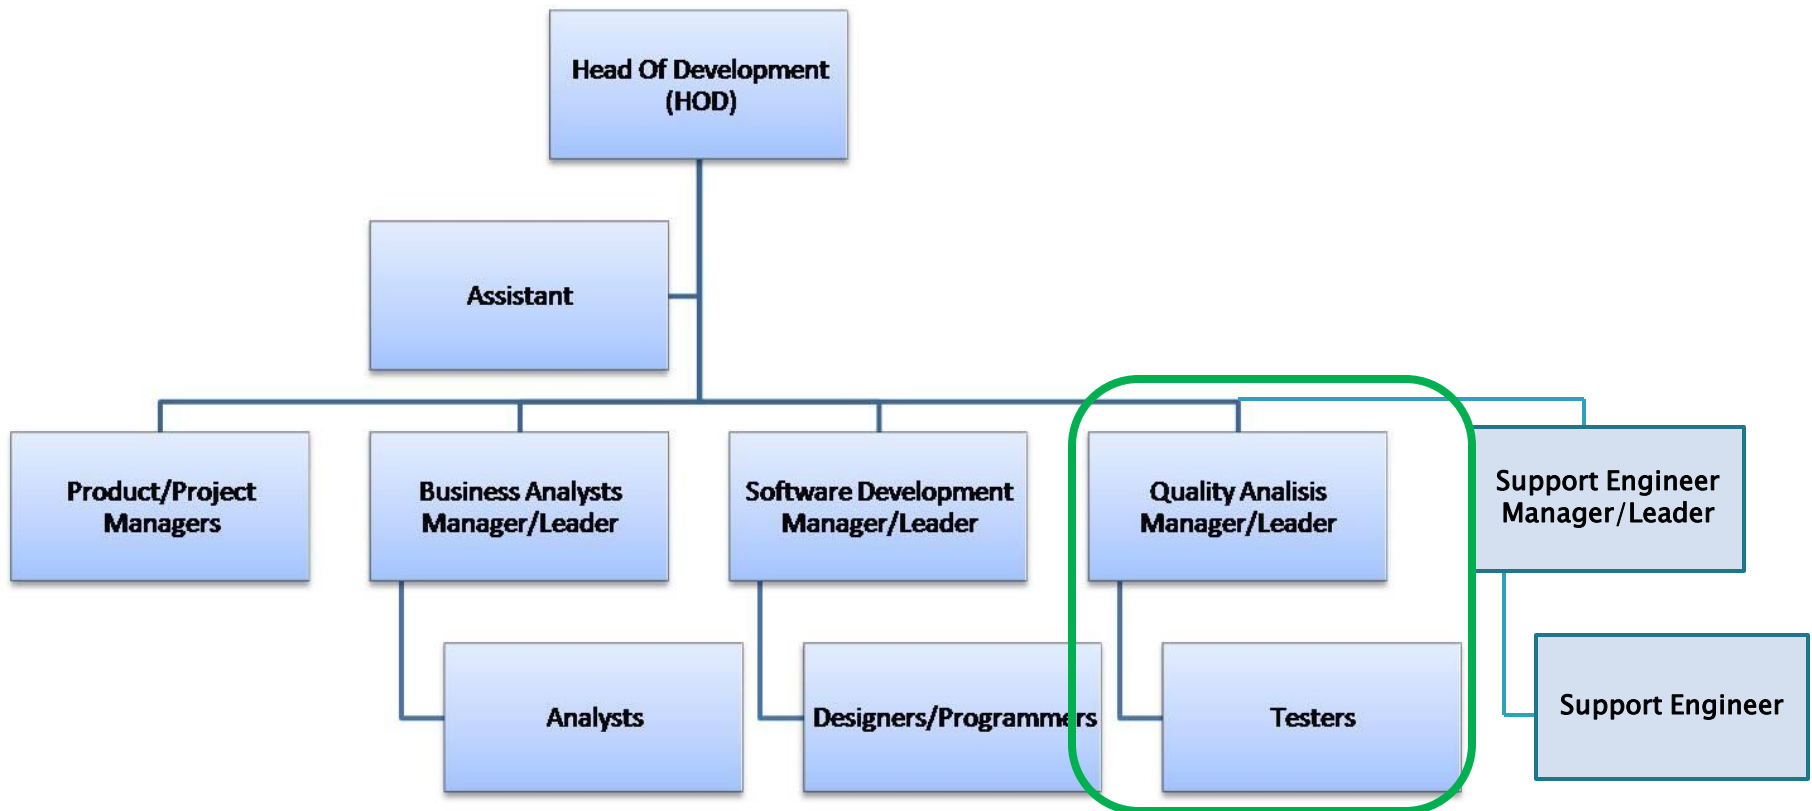 Head Of Development
(HOD)
Assistant
Product/Project
Managers
Business Analysts
Manager/Leader
Software Development
Manager/Leader
Quality Analisis
Manager/Leader
Support Engineer
Manager/Leader
Analysts
Designers/Programmers
Testers
Support Engineer